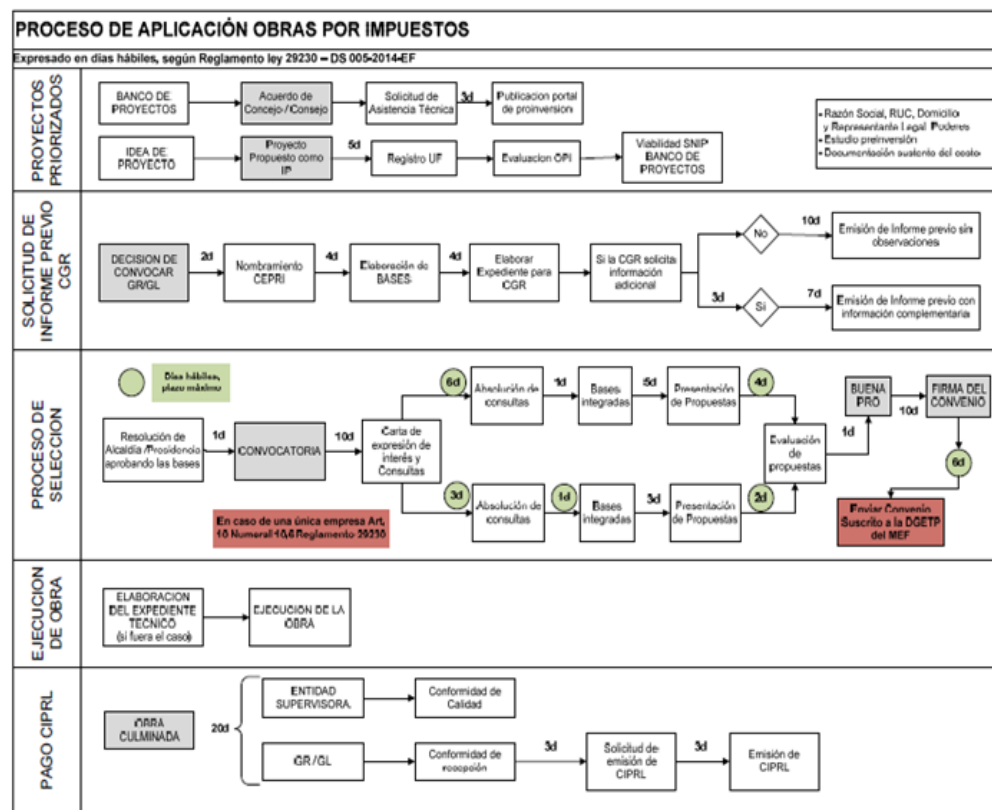 PROCESO DE APLICACIÓN OBRAS POR IMPUESTOS
Expresado en días hábiles, según Reglamento ley 29230 – DS 005-2014-EF
PROYECTOS
PRIORIZADOS
BANCO DE
PROYECTOS
Acuerdo de
Concejo / Consejo
Solicitud de
Asistencia Técnica
3d
Publicacion portal
de proinversion
IDEA DE
PROYECTO
Proyecto
Propuesto como
IP
5d
Registro UF
Evaluacion OPI
Viabilidad SNIP
BANCO DE
PROYECTOS
- Razón Social, RUC, Domicilio
y Representante Legal Poderes
- Estudio preinversión
- Documentación sustento del costo
SOLICITUD DE
INFORME PREVIO
CGR
DECISION DE
CONVOCAR
GR/GL
2d
Nombramiento
CEPRI
4d
Elaboración de
BASES
4d
Elaborar
Expediente para
CGR
Si la CGR solicita
información
adicional
No
10d
Emisión de Informe previo sin
observaciones
3d
Si
7d
Emisión de Informe previo con
información complementaria
PROCESO DE
SELECCION
Días hábiles,
plazo máximo
Resolución de
Alcaldía /Presidencia
aprobando las bases
1d
CONVOCATORIA
10d
Carta de
expresión de
interés y
Consultas
6d
Absolución de
consultas
1d
Bases
integradas
5d
Presentación
de Propuestas
4d
3d
Absolución de
consultas
1d
Bases
integradas
3d
Presentación
de Propuestas
2d
Evaluación
de
propuestas
1d
BUENA
PRO
10d
FIRMA DEL
CONVENIO
6d
Enviar Convenio
Suscrito a la DGETP
del MEF
En caso de una única empresa Art.
10 Numeral 10,6 Reglamento 29230
EJECUCION
DE OBRA
ELABORACION
DEL EXPEDIENTE
TECNICO
(si fuera el caso)
EJECUCIÓN DE LA
OBRA
PAGO CIPRL
OBRA
CULMINADA
20d
ENTIDAD
SUPERVISORA.
Conformidad de
Calidad
GR /GL
Conformidad de
recepción
3d
Solicitud de
emisión de
CIPRL
3d
Emisión de
CIPRL